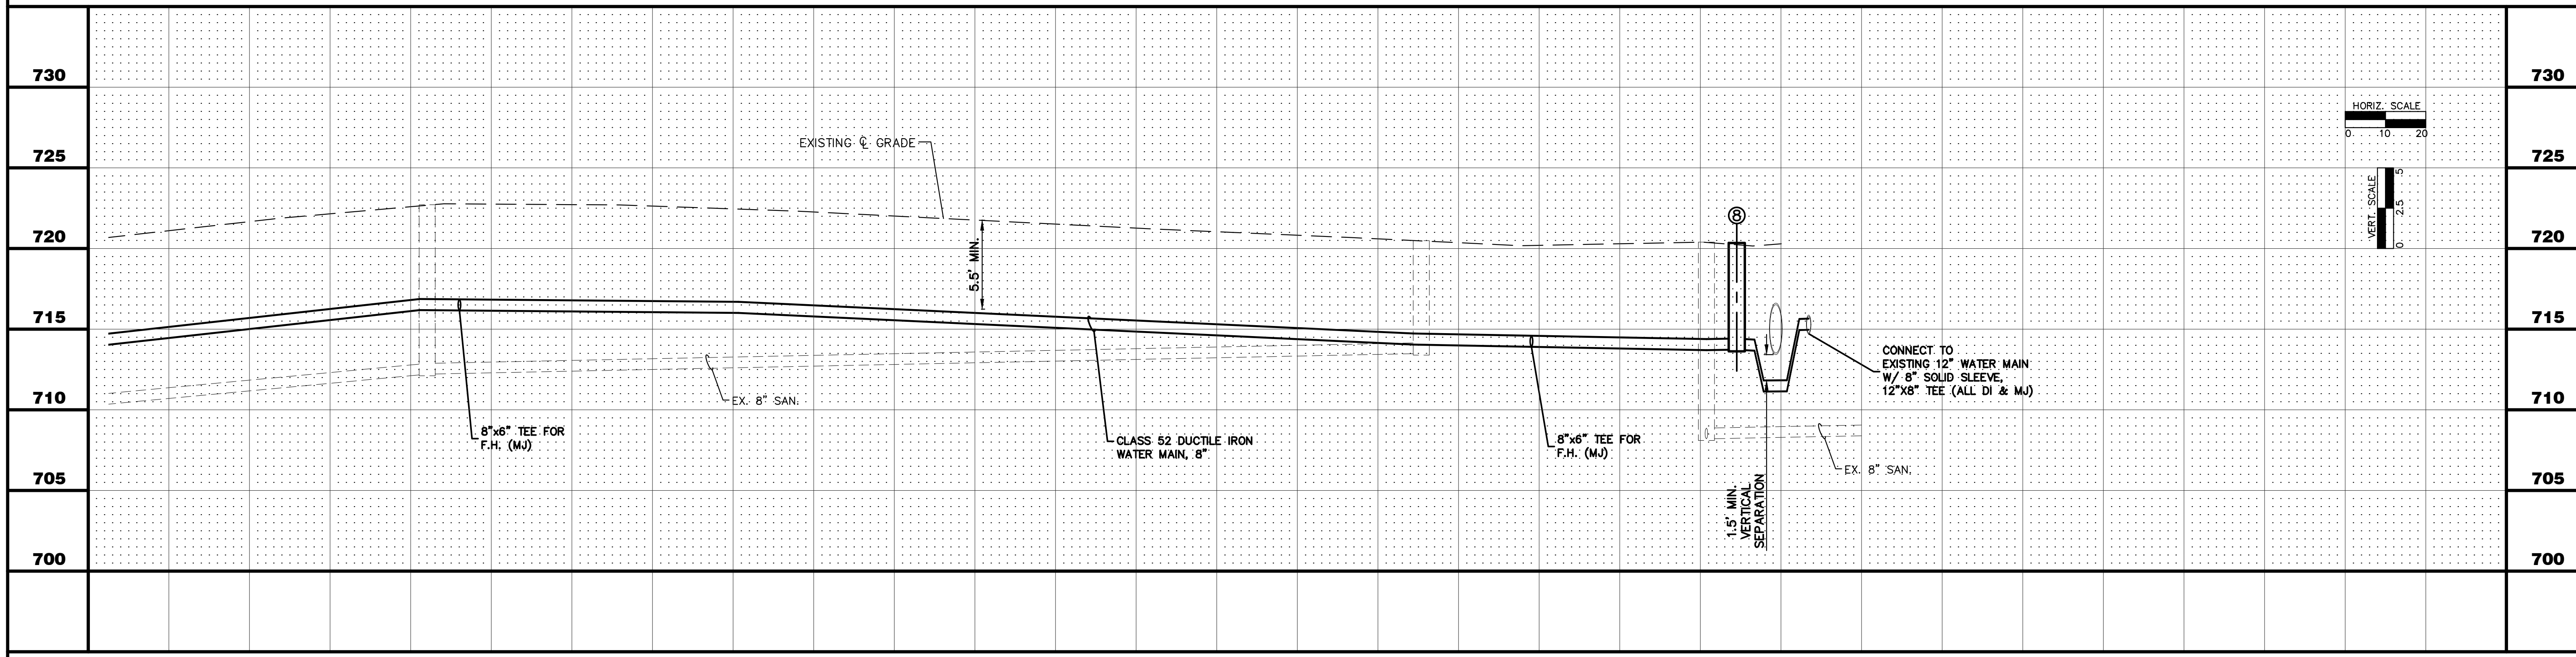 730
730
HORIZ. SCALE
0 10 20
725
725
EXISTING ℄ GRADE
VERT. SCALE
0 2.5 5
8
720
720
5.5' MIN.
715
715
CONNECT TO
EXISTING 12" WATER MAIN
W/ 8" SOLID SLEEVE,
12"X8" TEE (ALL DI & MJ)
EX. 8" SAN.
710
710
8"x6" TEE FOR
F.H. (MJ)
CLASS 52 DUCTILE IRON
WATER MAIN, 8"
8"x6" TEE FOR
F.H. (MJ)
EX. 8" SAN.
705
705
1.5' MIN.
VERTICAL
SEPARATION
700
700